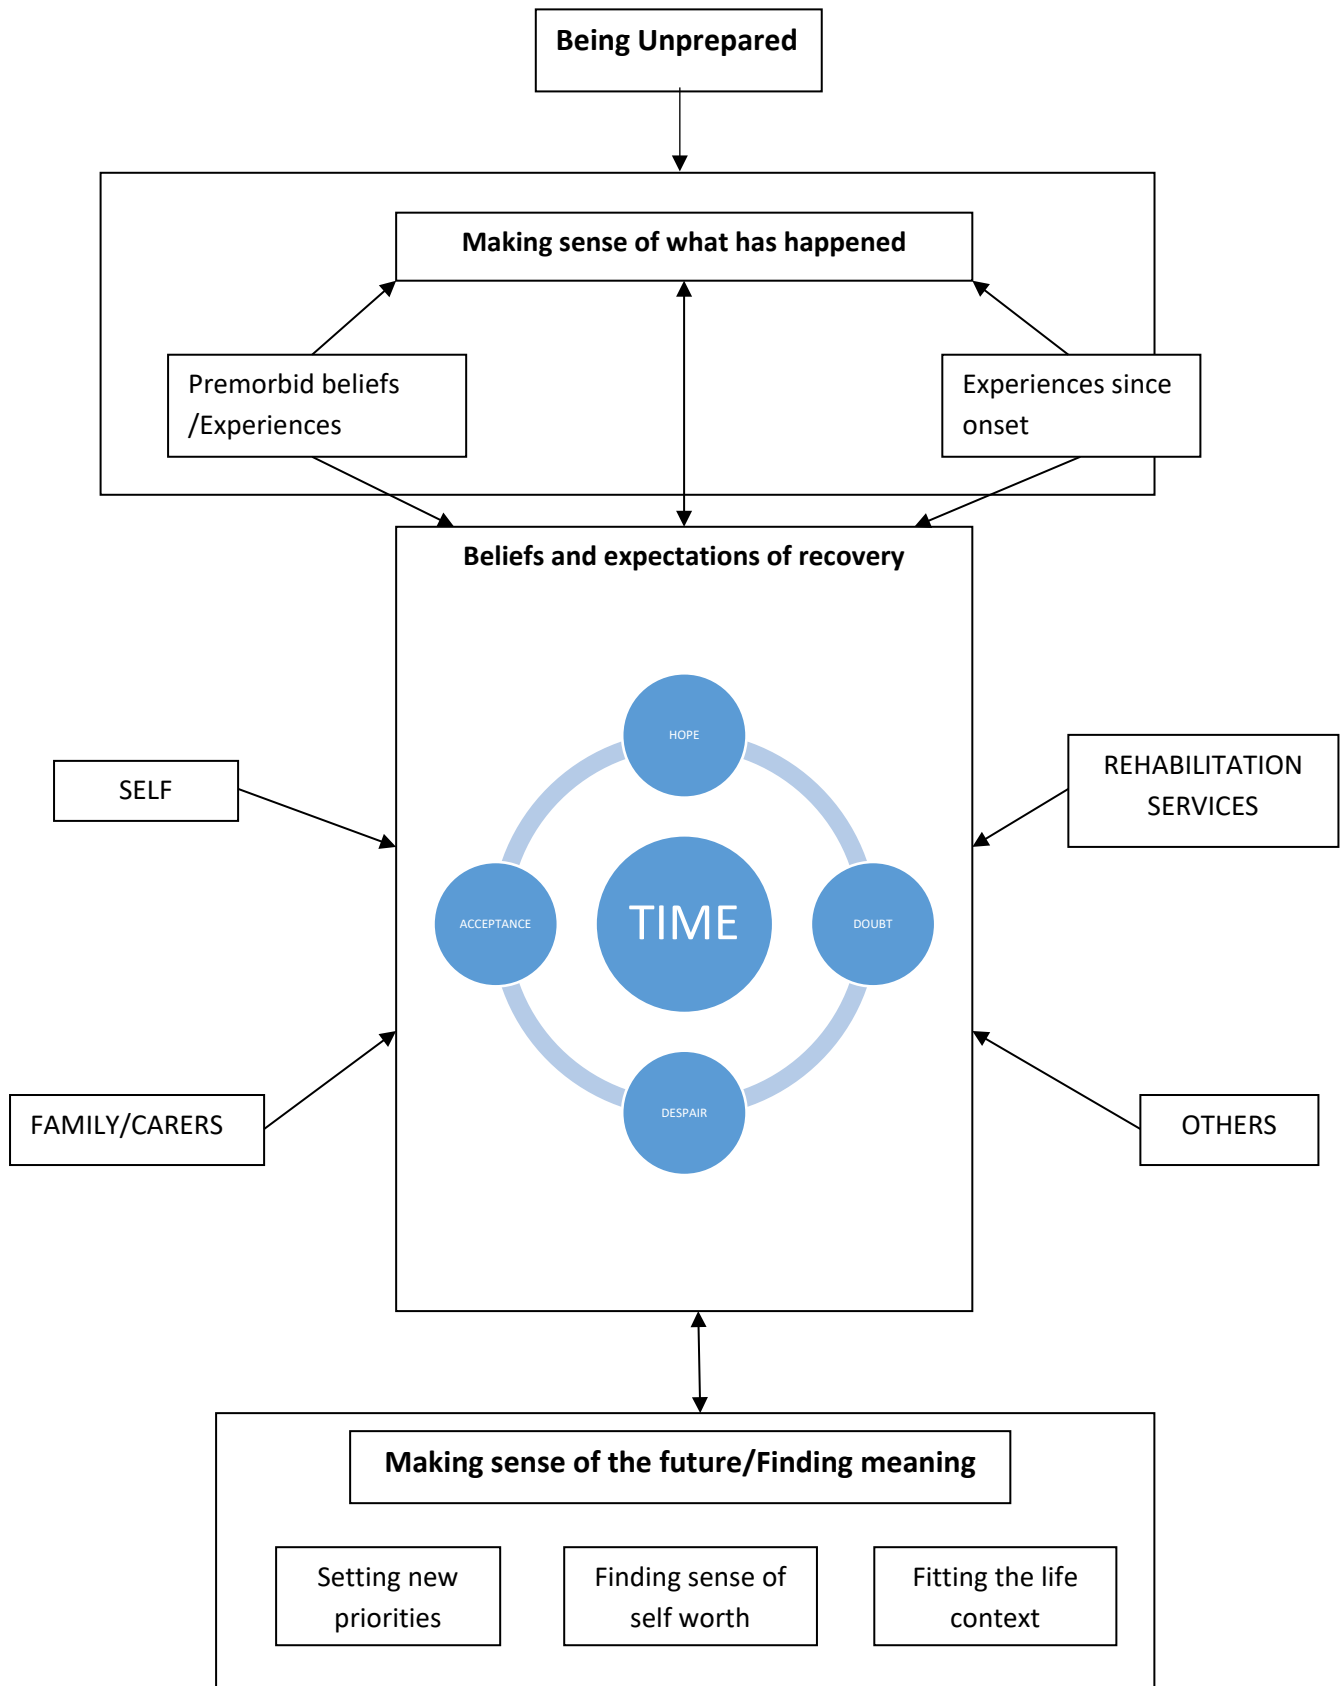 Being Unprepared
Making sense of what has happened
Premorbid beliefs
/Experiences
Experiences since
onset
Beliefs and expectations of recovery
HOPE
SELF
REHABILITATION
SERVICES
ACCEPTANCE
TIME
DOUBT
FAMILY/CARERS
DESPAIR
OTHERS
Making sense of the future/Finding meaning
Setting new
priorities
Finding sense of
self worth
Fitting the life
context